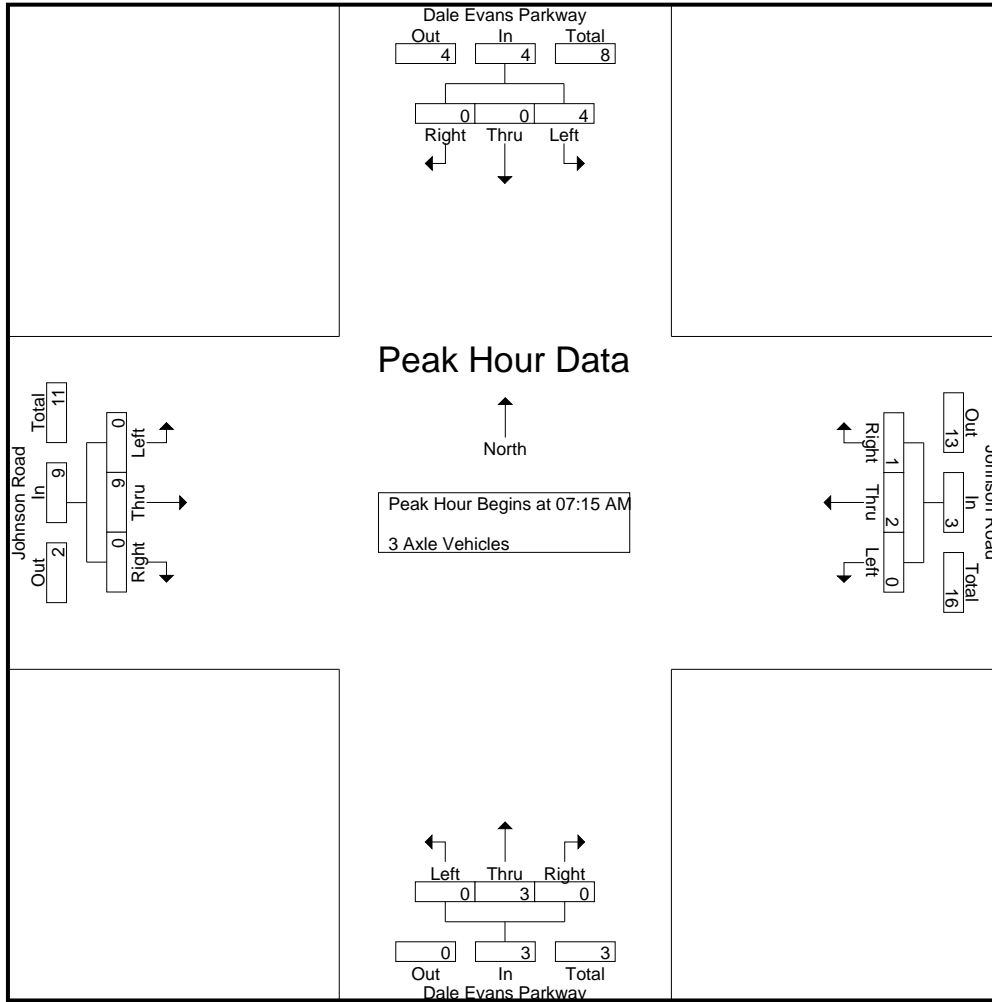 Dale Evans Parkway
Out In Total
4 4 8
0 0 4
Right Thru Left
Peak Hour Data
North
Peak Hour Begins at 07:15 AM
3 Axle Vehicles
Johnson Road
Out In Total
2 9 11
0 9 0
Right Thru Left
Johnson Road
Out In Total
13 3 16
1 2 0
Right Thru Left
Left Thru Right
0 3 0
0 3 3
Out In Total
Dale Evans Parkway